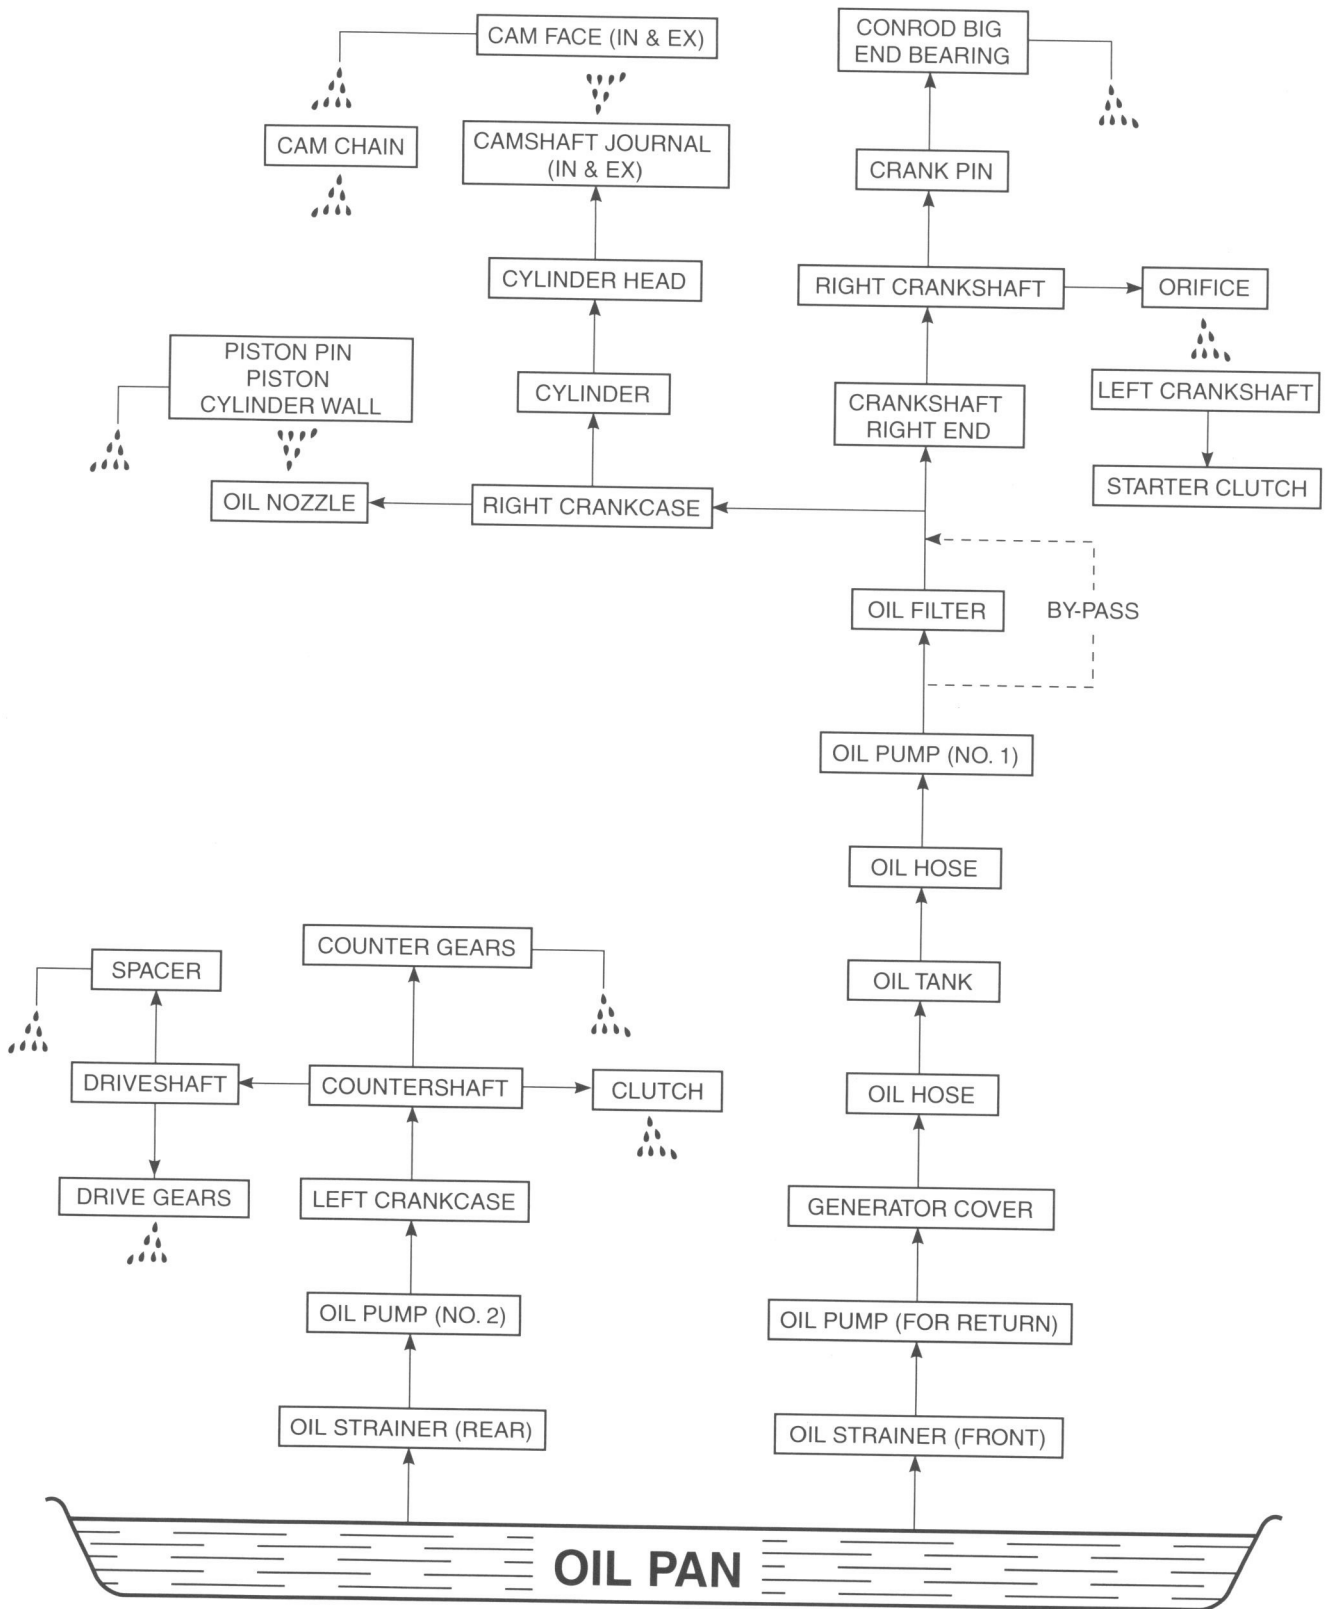 CAM FACE (IN & EX)
CONROD BIG
END BEARING
CAM CHAIN
CAMSHAFT JOURNAL
(IN & EX)
CRANK PIN
CYLINDER HEAD
RIGHT CRANKSHAFT
ORIFICE
PISTON PIN
PISTON
CYLINDER WALL
CYLINDER
CRANKSHAFT
RIGHT END
LEFT CRANKSHAFT
OIL NOZZLE
RIGHT CRANKCASE
STARTER CLUTCH
OIL FILTER
BY-PASS
OIL PUMP (NO. 1)
OIL HOSE
COUNTER GEARS
SPACER
OIL TANK
DRIVESHAFT
COUNTERSHAFT
CLUTCH
OIL HOSE
DRIVE GEARS
LEFT CRANKCASE
GENERATOR COVER
OIL PUMP (NO. 2)
OIL PUMP (FOR RETURN)
OIL STRAINER (REAR)
OIL STRAINER (FRONT)
OIL PAN